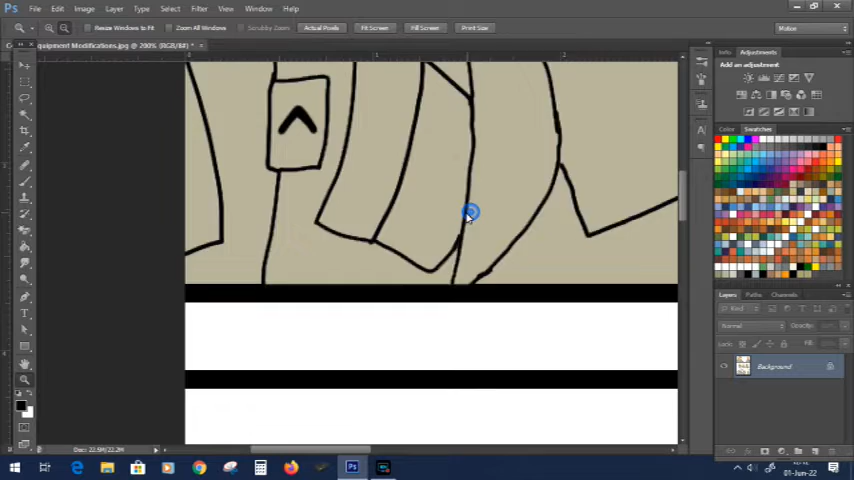 Ps File Edit Image Layer Type Select Filter View Window Help
Resize Windows to Fit Zoom All Windows Scrubby Zoom Actual Pixels Fit Screen Fill Screen Print Size Motion
quipment Modifications.jpg @ 200% (RGB/8#) *
Info Adjustments
Add an adjustment
Color Swatches
Layers Paths Channels
Kind
Normal Opacity:
Lock: Fill:
Background
Doc: 22.9M/22.2M
01-Jun-22